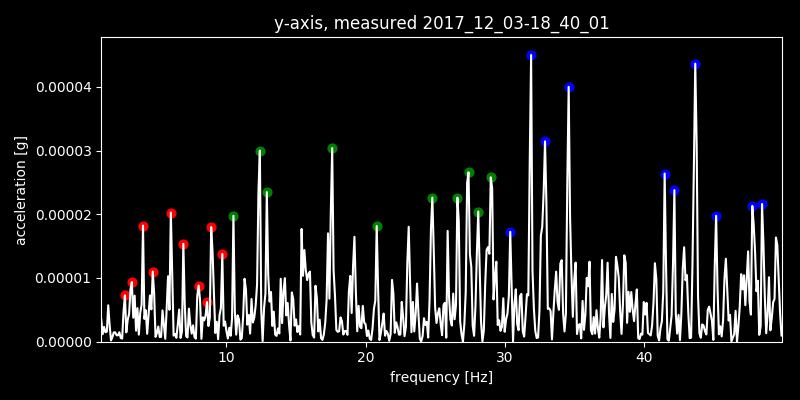 y-axis, measured 2017_12_03-18_40_01
acceleration [g]
0.00004
0.00003
0.00002
0.00001
0.00000
10 20 30 40
frequency [Hz]